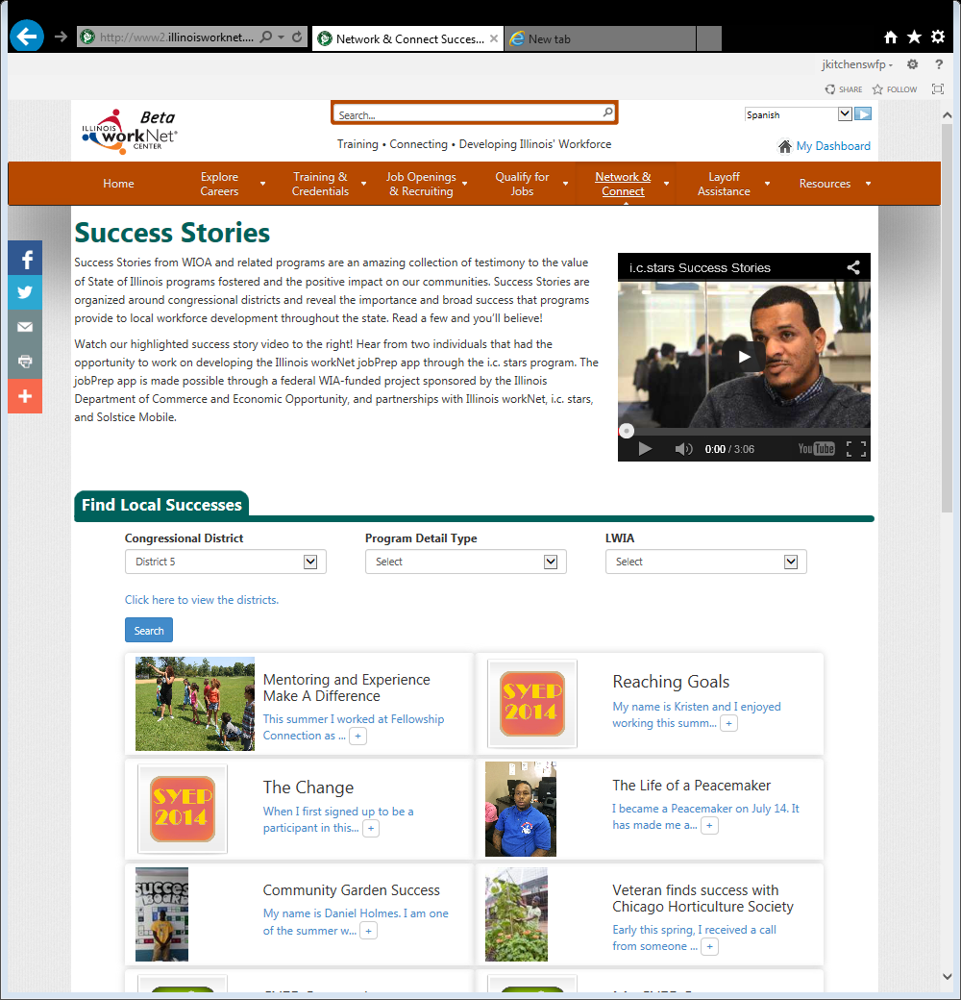 http://www2.illinoisworknet....
Network & Connect Succes...
New tab
jkitchenswfp
?
SHARE
FOLLOW
ILLINOIS
workNet
CENTER
Beta
Search...
Spanish
Training • Connecting • Developing Illinois' Workforce
My Dashboard
Home
Explore
Careers
Training &
Credentials
Job Openings
& Recruiting
Qualify for
Jobs
Network &
Connect
Layoff
Assistance
Resources
Success Stories
Success Stories from WIOA and related programs are an amazing collection of testimony to the value
of State of Illinois programs fostered and the positive impact on our communities. Success Stories are
organized around congressional districts and reveal the importance and broad success that programs
provide to local workforce development throughout the state. Read a few and you'll believe!
Watch our highlighted success story video to the right! Hear from two individuals that had the
opportunity to work on developing the Illinois workNet jobPrep app through the i.c. stars program. The
jobPrep app is made possible through a federal WIA-funded project sponsored by the Illinois
Department of Commerce and Economic Opportunity, and partnerships with Illinois workNet, i.c. stars,
and Solstice Mobile.
i.c.stars Success Stories
0:00 / 3:06
YouTube
Find Local Successes
Congressional District
Program Detail Type
LWIA
District 5
Select
Select
Click here to view the districts.
Search
Mentoring and Experience
Make A Difference
This summer I worked at Fellowship
Connection as ... +
SYEP
2014
Reaching Goals
My name is Kristen and I enjoyed
working this summ... +
SYEP
2014
The Change
When I first signed up to be a
participant in this... +
The Life of a Peacemaker
I became a Peacemaker on July 14. It
has made me a... +
success
Board
Community Garden Success
My name is Daniel Holmes. I am one
of the summer w... +
Veteran finds success with
Chicago Horticulture Society
Early this spring, I received a call
from someone ... +